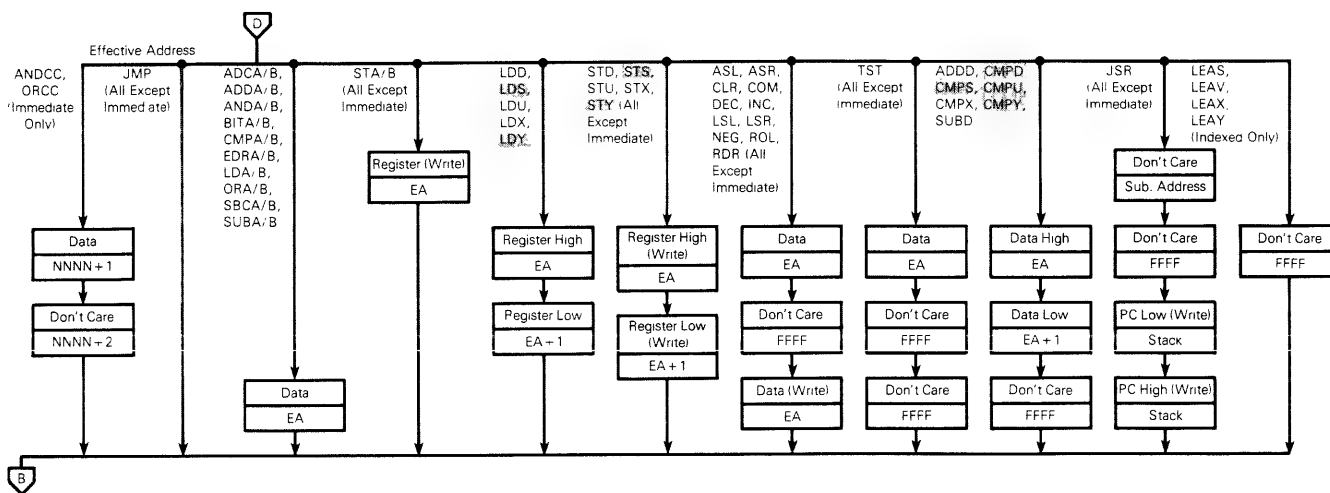 D
Effective Address
ANDCC,
ORCC
(Immediate
Only)
JMP
(All Except
Immed ate)
ADCA/B,
ADDA/B,
ANDA/B,
BITA/B,
CMPA/B,
EDRA/B,
LDA/B,
ORA/B,
SBCA/B,
SUBA/B
STA/B
(All Except
Immediate)
LDD,
LDS,
LDU,
LDX,
LDY
STD, STS,
STU, STX,
STY (All
Except
Immediate)
ASL, ASR,
CLR, COM,
DEC, INC,
LSL, LSR,
NEG, ROL,
RDR (All
Except
Immediate)
TST
(All Except
Immediate)
ADDD, CMPD
CMPS, CMPU,
CMPX, CMPY,
SUBD
JSR
(All Except
Immediate)
LEAS,
LEAV,
LEAX,
LEAY
(Indexed Only)
Data
NNNN+1
Don't Care
NNNN+2
Data
EA
Register (Write)
EA
Register High
EA
Pegister Low
EA+1
Register High
(Write)
EA
Register Low
(Write)
EA+1
Data
EA
Don't Care
FFFF
Data (Write)
EA
Data
EA
Don't Care
FFFF
Don't Care
FFFF
Data High
EA
Data Low
EA+1
Don't Care
FFFF
Don't Care
Sub. Address
Don't Care
FFFF
PC Low (Write)
Stack
PC High (Write)
Stack
Don't Care
FFFF
B